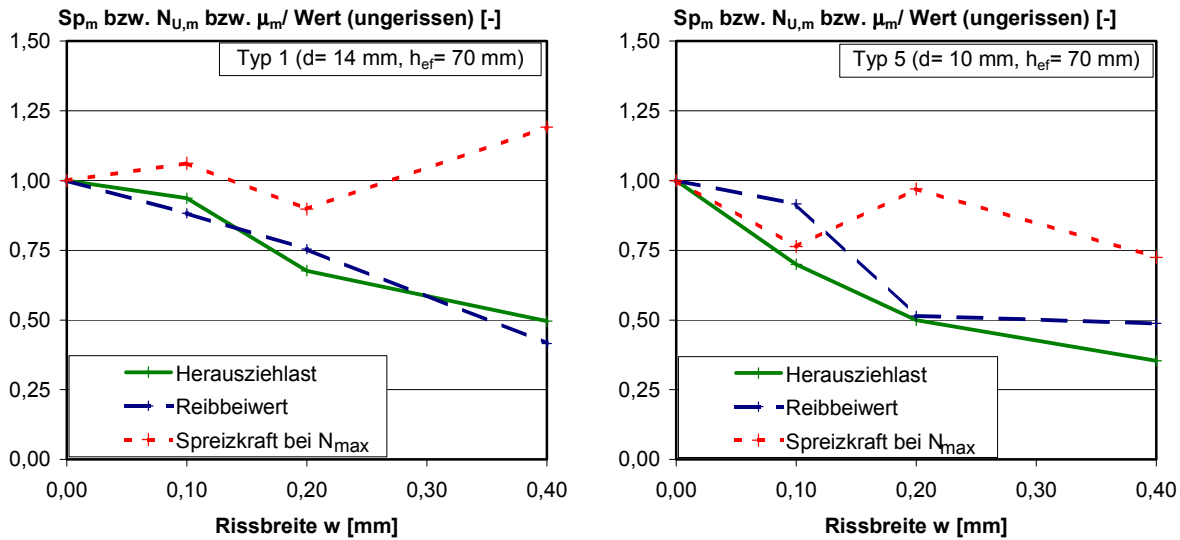 Sp_m bzw. N_U,m bzw. µ_m/ Wert (ungerissen) [-]
1,50
1,25
1,00
0,75
0,50
0,25
0,00
Typ 1 (d= 14 mm, h_ef= 70 mm)
Herausziehlast
Reibbeiwert
Spreizkraft bei N_max
0,00 0,10 0,20 0,30 0,40
Rissbreite w [mm]
Sp_m bzw. N_U,m bzw. µ_m/ Wert (ungerissen) [-]
1,50
1,25
1,00
0,75
0,50
0,25
0,00
Typ 5 (d= 10 mm, h_ef= 70 mm)
Herausziehlast
Reibbeiwert
Spreizkraft bei N_max
0,00 0,10 0,20 0,30 0,40
Rissbreite w [mm]